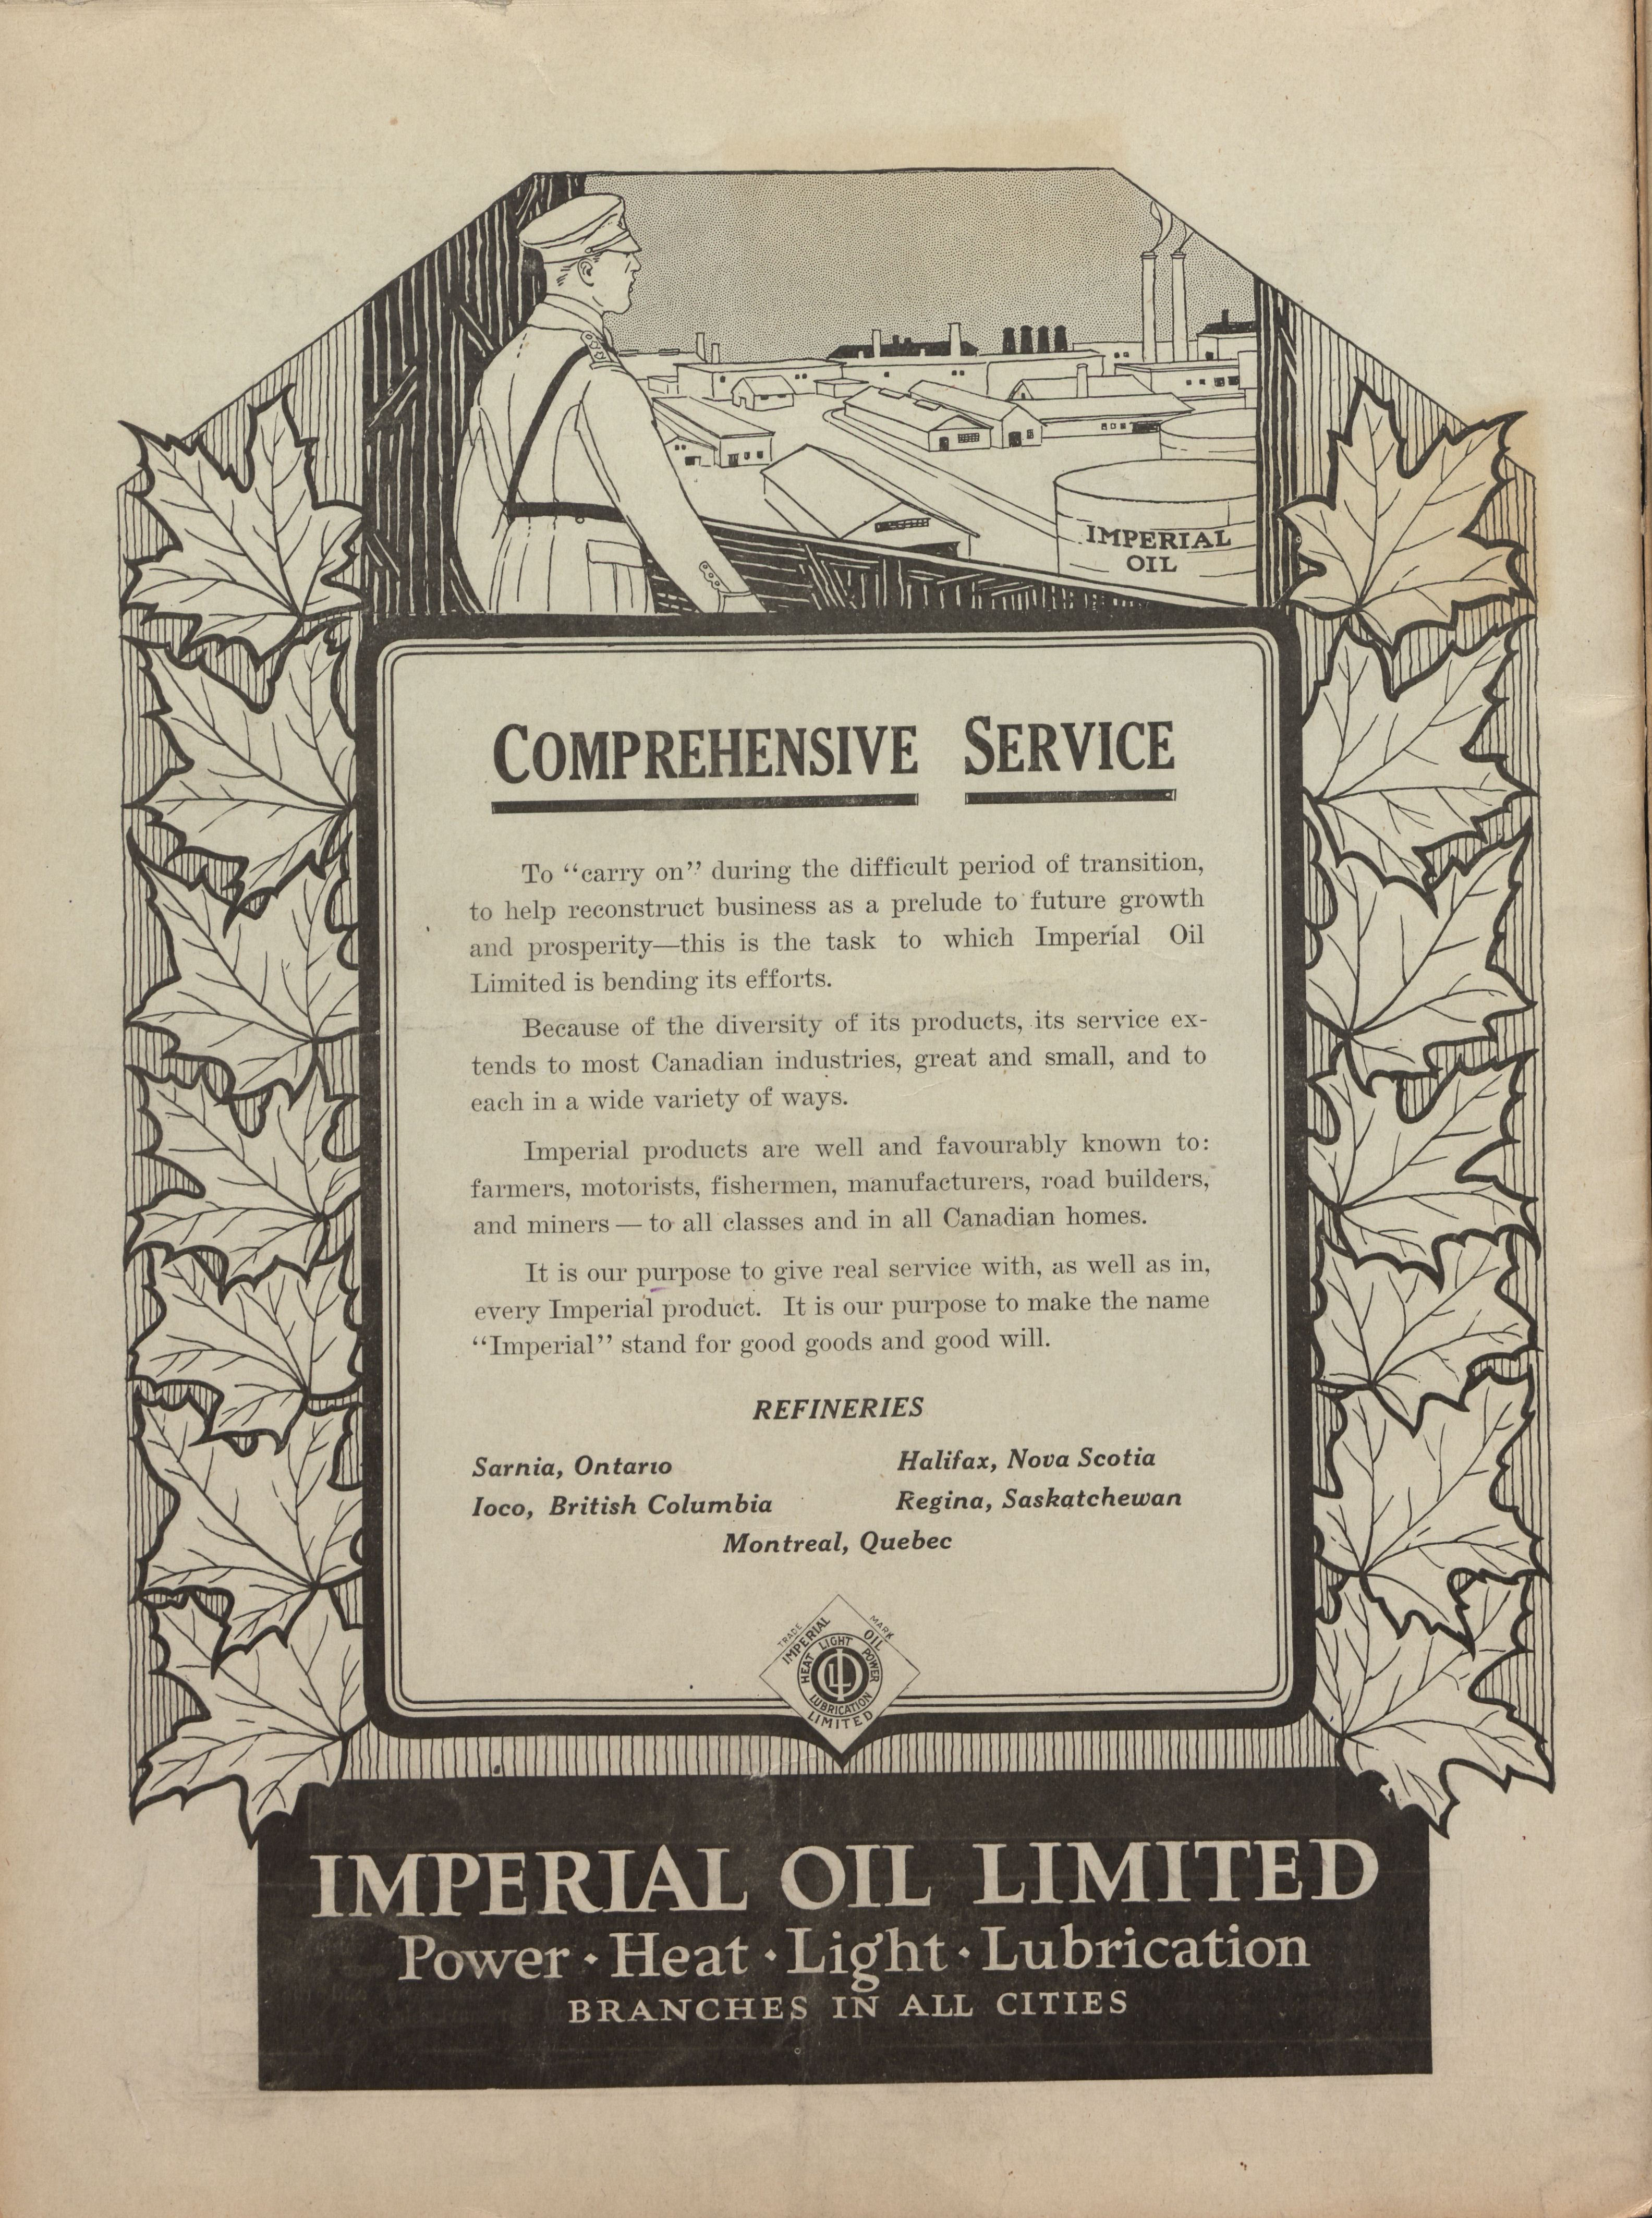 IMPERIAL
OIL
COMPREHENSIVE SERVICE
To “carry on” during the difficult period of transition,
to help reconstruct business as a prelude to future growth
and prosperity—this is the task to which Imperial Oil
Limited is bending its efforts.
Because of the diversity of its products, its service ex-
tends to most Canadian industries, great and small, and to
each in a wide variety of ways.
Imperial products are well and favourably known to:
farmers, motorists, fishermen, manufacturers, road builders,
and miners — to all classes and in all Canadian homes.
It is our purpose to give real service with, as well as in,
every Imperial product. It is our purpose to make the name
“Imperial” stand for good goods and good will.
REFINERIES
Sarnia, Ontario Halifax, Nova Scotia
Ioco, British Columbia Regina, Saskatchewan
Montreal, Quebec
TRADE MARK
IMPERIAL OIL
HEAT LIGHT POWER
LUBRICATION
LIMITED
IMPERIAL OIL LIMITED
Power · Heat · Light · Lubrication
BRANCHES IN ALL CITIES